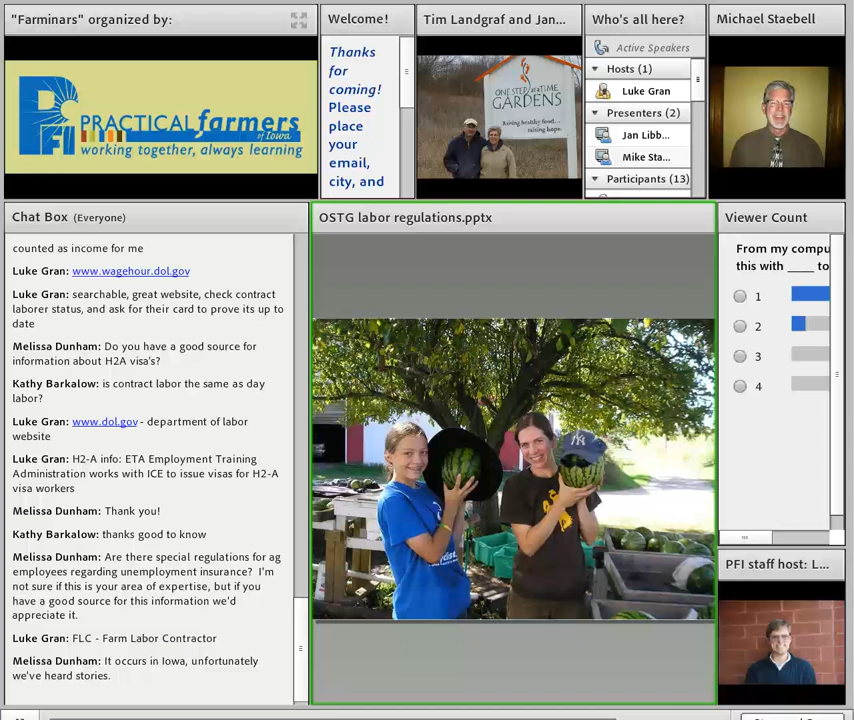 "Farminars" organized by:
PFI
PRACTICAL farmers
of Iowa
working together, always learning
Welcome!
Thanks
for
coming!
Please
place
your
email,
city, and
Tim Landgraf and Jan...
ONE STEP at a TIME
GARDENS
Raising healthy food...
raising hope.
Who's all here?
Active Speakers
Hosts (1)
Luke Gran
Presenters (2)
Jan Libb...
Mike Sta...
Participants (13)
Michael Staebell
Chat Box (Everyone)
counted as income for me
Luke Gran: www.wagehour.dol.gov
Luke Gran: searchable, great website, check contract
laborer status, and ask for their card to prove its up to
date
Melissa Dunham: Do you have a good source for
information about H2A visa's?
Kathy Barkalow: is contract labor the same as day
labor?
Luke Gran: www.dol.gov - department of labor
website
Luke Gran: H2-A info: ETA Employment Training
Administration works with ICE to issue visas for H2-A
visa workers
Melissa Dunham: Thank you!
Kathy Barkalow: thanks good to know
Melissa Dunham: Are there special regulations for ag
employees regarding unemployment insurance? I'm
not sure if this is your area of expertise, but if you
have a good source for this information we'd
appreciate it.
Luke Gran: FLC - Farm Labor Contractor
Melissa Dunham: It occurs in Iowa, unfortunately
we've heard stories.
OSTG labor regulations.pptx
Viewer Count
From my compu
this with ____ to
1
2
3
4
PFI staff host: L...